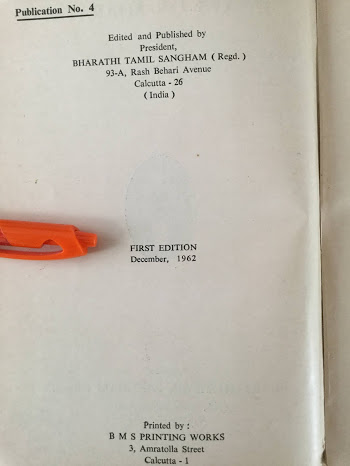 Publication No. 4
Edited and Published by
President,
BHARATHI TAMIL SANGHAM ( Regd. )
93-A, Rash Behari Avenue
Calcutta - 26
( India )
FIRST EDITION
December, 1962
Printed by :
B M S PRINTING WORKS
3, Amratolla Street
Calcutta - 1